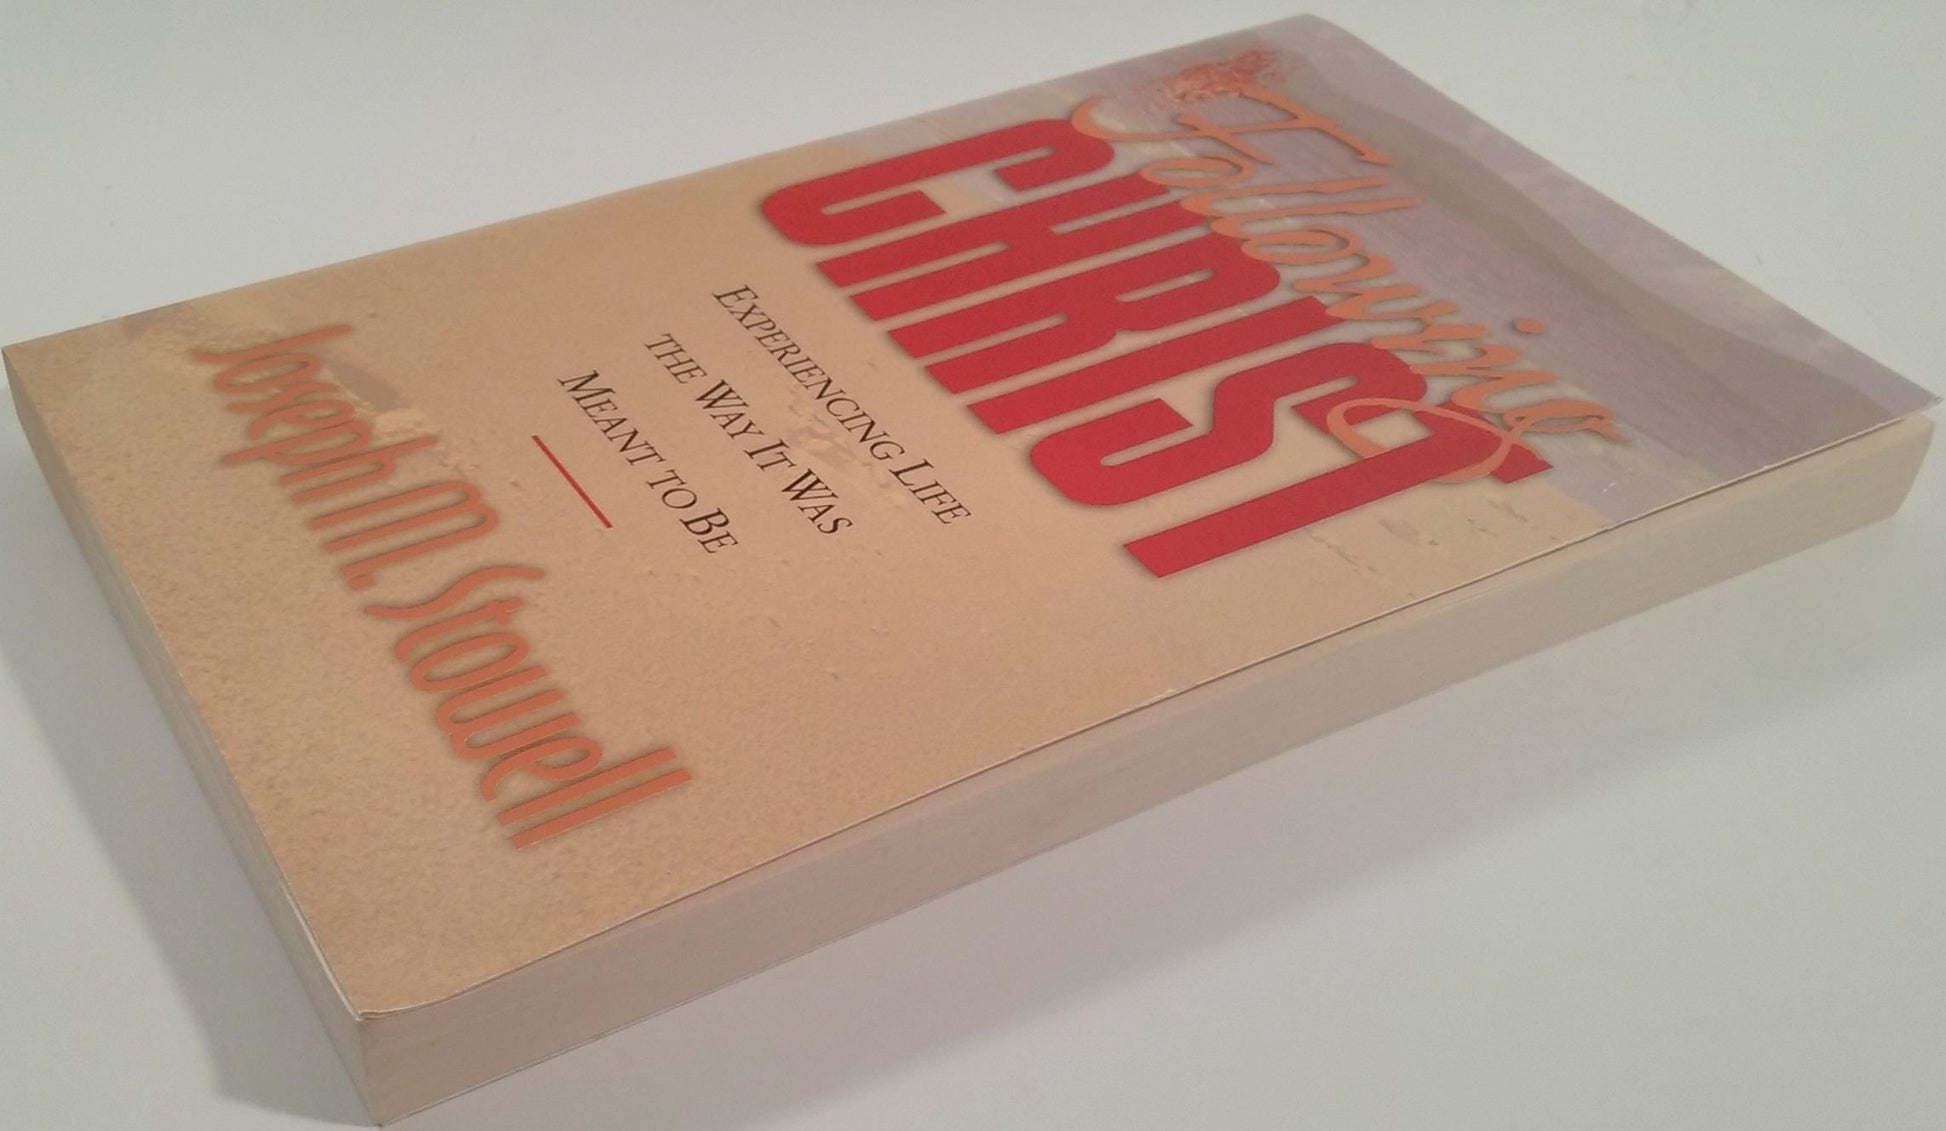 Following
CHRIST
EXPERIENCING LIFE
THE WAY IT WAS
MEANT TO BE
Joseph M. Stowell